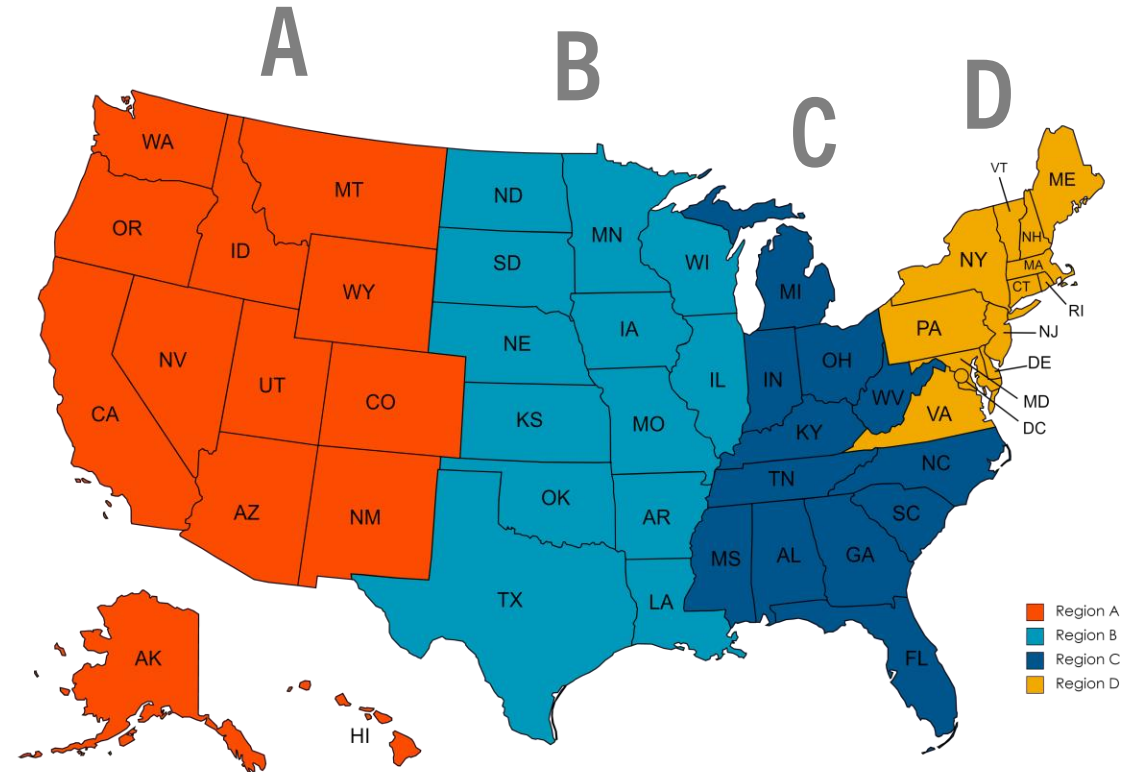 A
B
C
D
WA
MT
ND
MN
VT
ME
OR
ID
SD
WI
NY
NH
MA
WY
MI
CT
RI
NV
NE
IA
PA
NJ
UT
CO
IL
IN
OH
DE
CA
KS
MO
WV
MD
KY
VA
DC
AZ
NM
OK
AR
TN
NC
SC
MS
AL
GA
TX
LA
AK
FL
HI
Region A
Region B
Region C
Region D